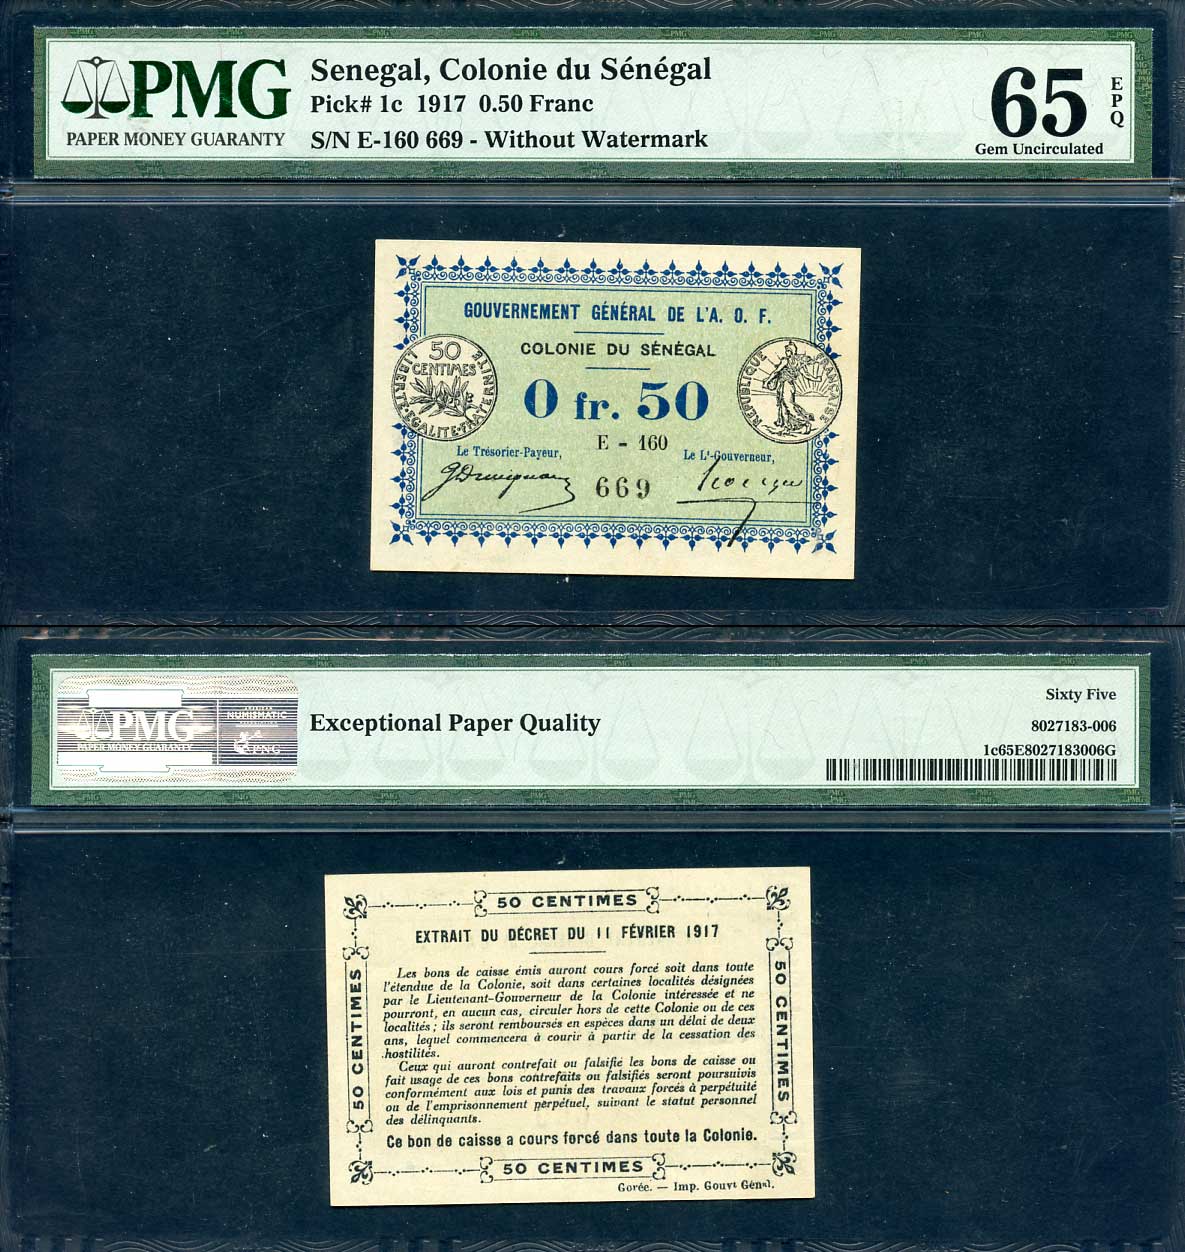 PMG
PAPER MONEY GUARANTY
Senegal, Colonie du Sénégal
Pick# 1c 1917 0.50 Franc
S/N E-160 669 - Without Watermark
65
EPQ
Gem Uncirculated
GOUVERNEMENT GÉNÉRAL DE L'A. O. F.
COLONIE DU SÉNÉGAL
50
CENTIMES
LIBERTÉ·EGALITE·FRATERNITE
0 fr. 50
REPUBLIQUE FRANÇAISE
E - 160
Le Trésorier-Payeur,
Le Lt-Gouverneur,
669
PMG
PAPER MONEY GUARANTY
NUMISMATIC
Exceptional Paper Quality
Sixty Five
8027183-006
1c65E8027183006G
50 CENTIMES
EXTRAIT DU DÉCRET DU 11 FÉVRIER 1917
50 CENTIMES
50 CENTIMES
Les bons de caisse émis auront cours forcé soit dans toute
l'étendue de la Colonie, soit dans certaines localités désignées
par le Lieutenant-Gouverneur de la Colonie intéressée et ne
pourront, en aucun cas, circuler hors de cette Colonie ou de ces
localités ; ils seront remboursés en espèces dans un délai de deux
ans, lequel commencera à courir à partir de la cessation des
hostilités.
Ceux qui auront contrefait ou falsifié les bons de caisse ou
fait usage de ces bons contrefaits ou falsifiés seront poursuivis
conformément aux lois et punis des travaux forcés à perpétuité
ou de l'emprisonnement perpétuel, suivant le statut personnel
des délinquants.
Ce bon de caisse a cours forcé dans toute la Colonie.
50 CENTIMES
Gorée. — Imp. Gouvt Génal.